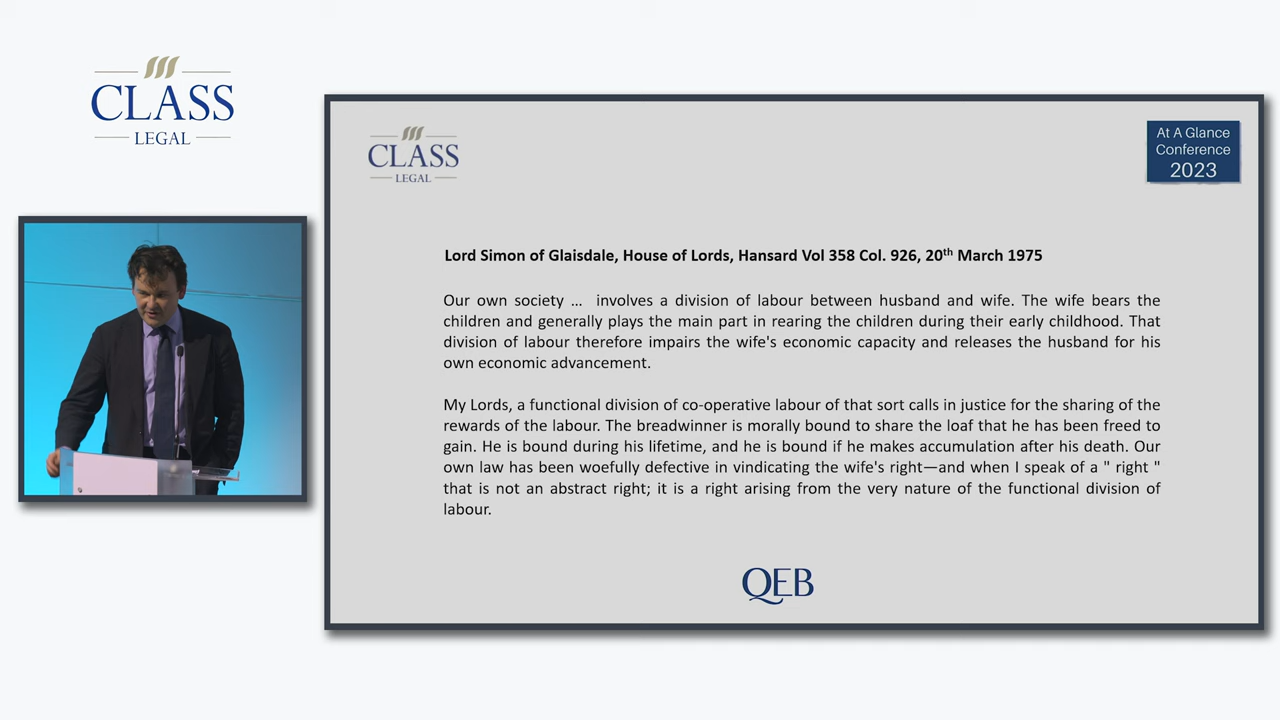 CLASS
LEGAL
CLASS
LEGAL
At A Glance
Conference
2023
Lord Simon of Glaisdale, House of Lords, Hansard Vol 358 Col. 926, 20th March 1975
Our own society … involves a division of labour between husband and wife. The wife bears the
children and generally plays the main part in rearing the children during their early childhood. That
division of labour therefore impairs the wife's economic capacity and releases the husband for his
own economic advancement.
My Lords, a functional division of co-operative labour of that sort calls in justice for the sharing of the
rewards of the labour. The breadwinner is morally bound to share the loaf that he has been freed to
gain. He is bound during his lifetime, and he is bound if he makes accumulation after his death. Our
own law has been woefully defective in vindicating the wife's right—and when I speak of a " right "
that is not an abstract right; it is a right arising from the very nature of the functional division of
labour.
QEB